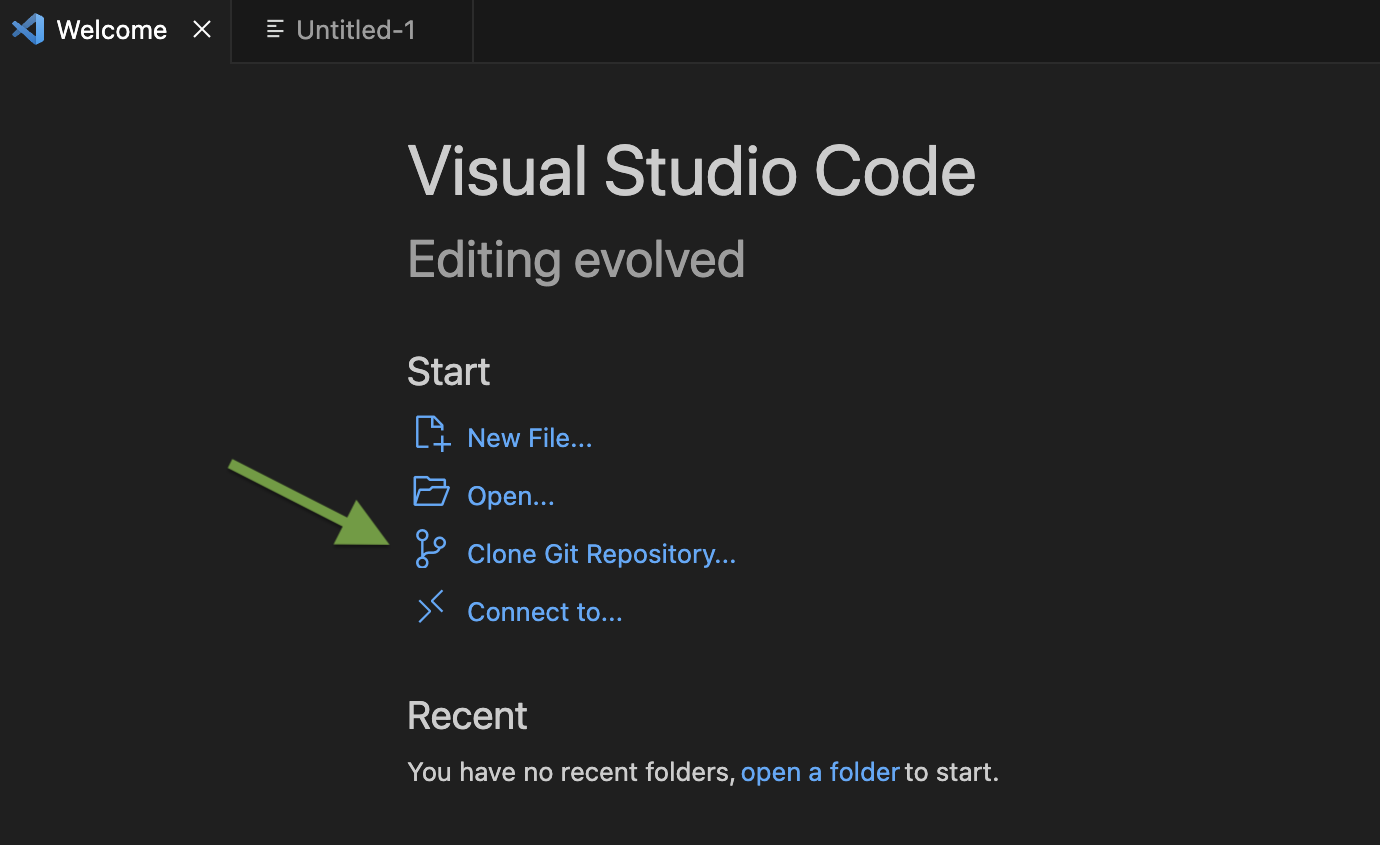 Welcome
Untitled-1
Visual Studio Code
Editing evolved
Start
New File...
Open...
Clone Git Repository...
Connect to...
Recent
You have no recent folders, open a folder to start.